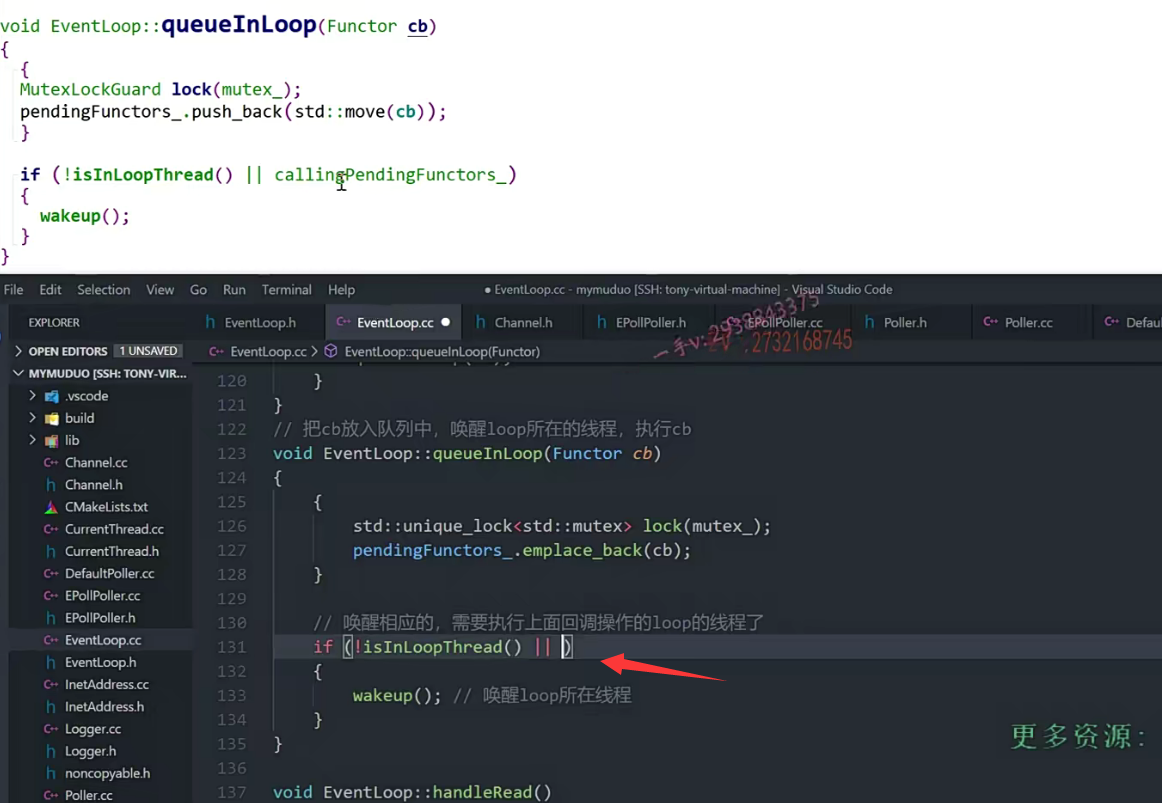 void EventLoop::queueInLoop(Functor cb)
{
{
MutexLockGuard lock(mutex_);
pendingFunctors_.push_back(std::move(cb));
}
if (!isInLoopThread() || callingPendingFunctors_)
{
wakeup();
}
}
File Edit Selection View Go Run Terminal Help ● EventLoop.cc - mymuduo [SSH: tony-virtual-machine] - Visual Studio Code
EXPLORER
h EventLoop.h C++ EventLoop.cc ● h Channel.h h EPollPoller.h C++ EPollPoller.cc h Poller.h C++ Poller.cc C++ Defau
一手v:2938843375
2732168745
OPEN EDITORS 1 UNSAVED
C++ EventLoop.cc > EventLoop::queueInLoop(Functor)
MYMUDUO [SSH: TONY-VIR...
.vscode
build
lib
C++ Channel.cc
h Channel.h
CMakeLists.txt
C++ CurrentThread.cc
h CurrentThread.h
C++ DefaultPoller.cc
C++ EPollPoller.cc
h EPollPoller.h
C++ EventLoop.cc
h EventLoop.h
C++ InetAddress.cc
h InetAddress.h
C++ Logger.cc
h Logger.h
h noncopyable.h
C++ Poller.cc
120 }
121 }
122 // 把cb放入队列中，唤醒loop所在的线程，执行cb
123 void EventLoop::queueInLoop(Functor cb)
124 {
125 {
126 std::unique_lock<std::mutex> lock(mutex_);
127 pendingFunctors_.emplace_back(cb);
128 }
129
130 // 唤醒相应的，需要执行上面回调操作的loop的线程了
131 if (!isInLoopThread() || )
132 {
133 wakeup(); // 唤醒loop所在线程
134 }
135 }
136
137 void EventLoop::handleRead()
更多资源：